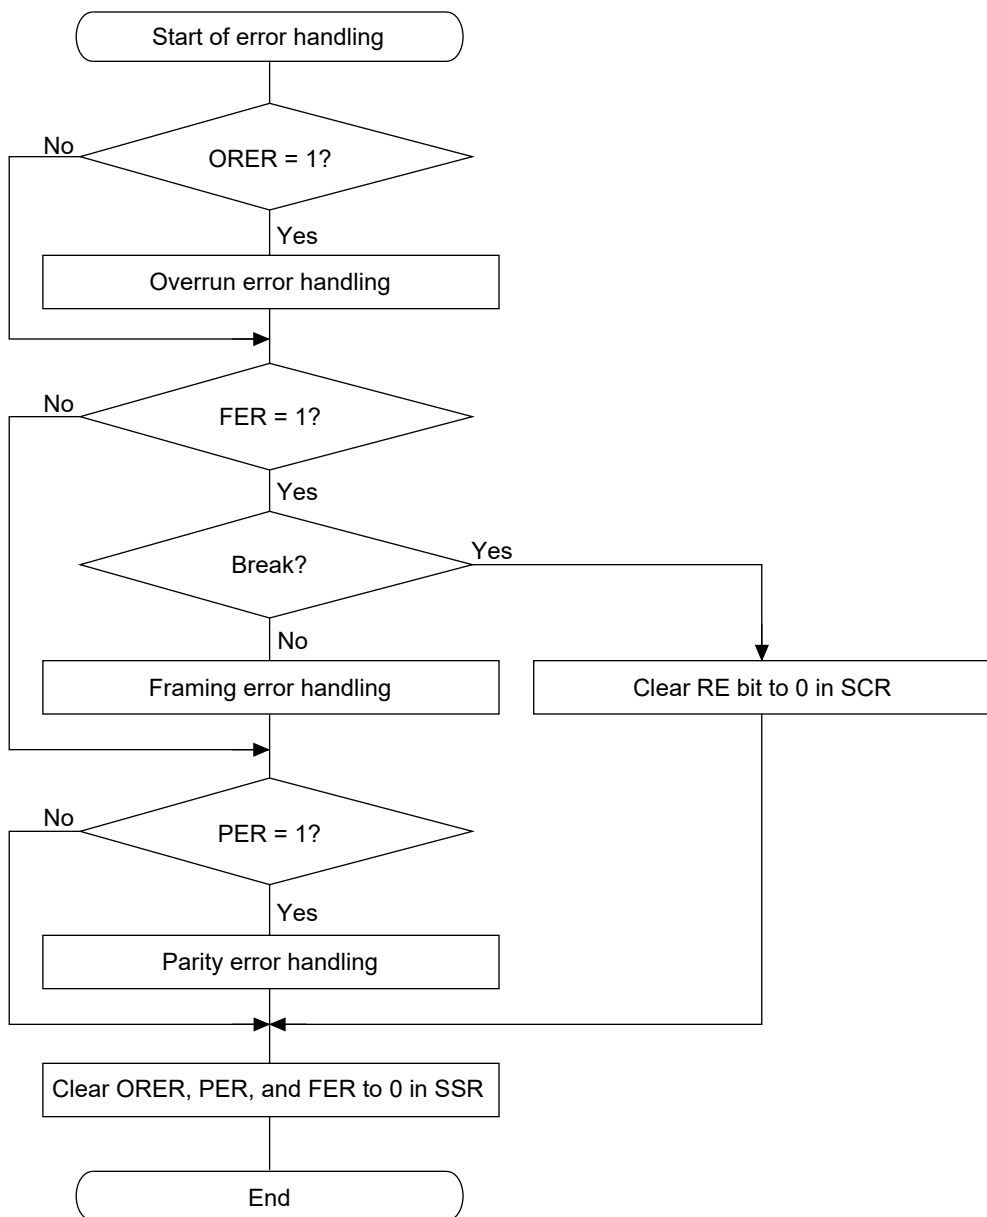 Start of error handling
No
ORER = 1?
Yes
Overrun error handling
No
FER = 1?
Yes
Break?
Yes
No
Framing error handling
Clear RE bit to 0 in SCR
No
PER = 1?
Yes
Parity error handling
Clear ORER, PER, and FER to 0 in SSR
End